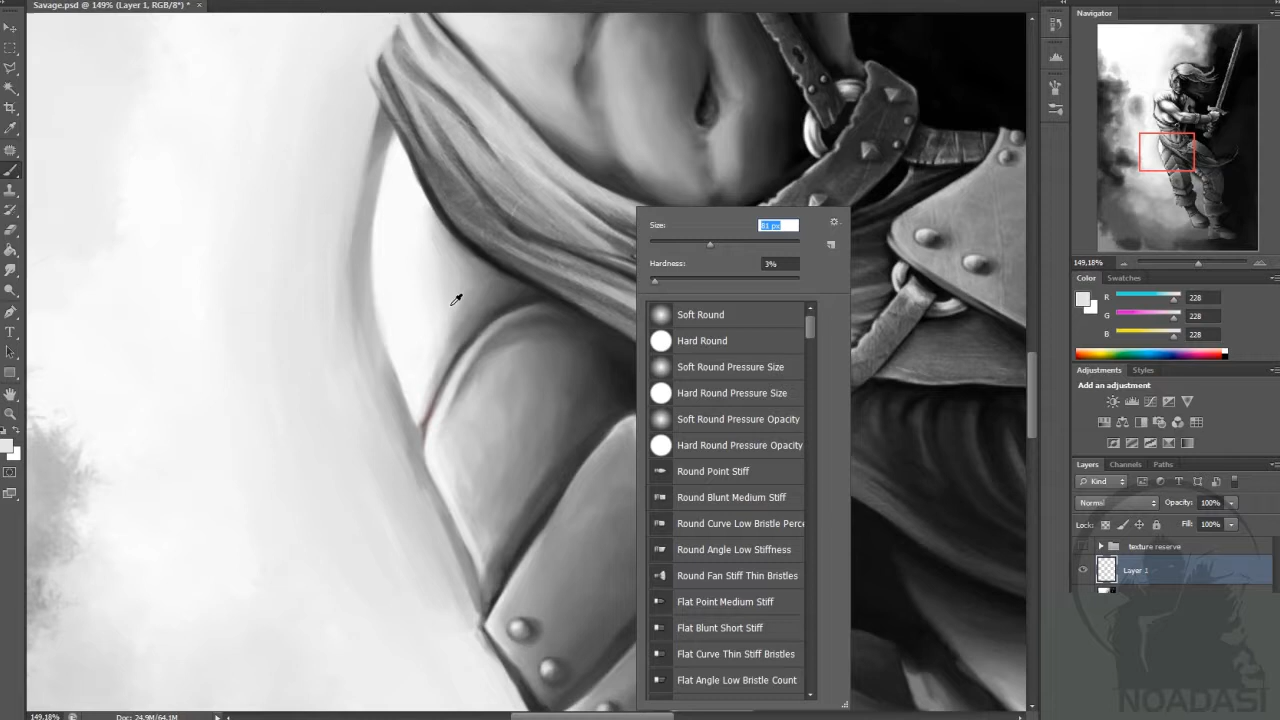 Savage.psd @ 149% (Layer 1, RGB/8*) *
Navigator
149,18%
Color Swatches
R 228
G 228
B 228
Adjustments Styles
Add an adjustment
Layers Channels Paths
Kind
Normal Opacity: 100%
Lock: Fill: 100%
texture reserve
Layer 1
Size: 81 px
Hardness: 3%
Soft Round
Hard Round
Soft Round Pressure Size
Hard Round Pressure Size
Soft Round Pressure Opacity
Hard Round Pressure Opacity
Round Point Stiff
Round Blunt Medium Stiff
Round Curve Low Bristle Perce
Round Angle Low Stiffness
Round Fan Stiff Thin Bristles
Flat Point Medium Stiff
Flat Blunt Short Stiff
Flat Curve Thin Stiff Bristles
Flat Angle Low Bristle Count
149,18% Doc: 24,9M/64,1M
NOADASI